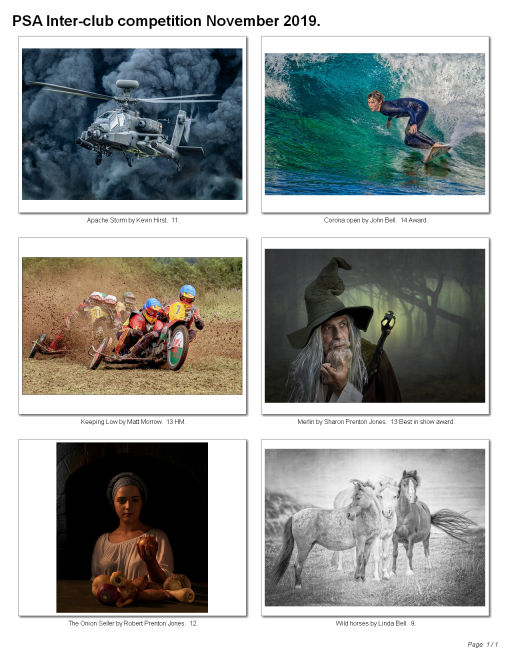 PSA Inter-club competition November 2019.
Apache Storm by Kevin Hirst. 11.
Corona open by John Bell. 14 Award.
Keeping Low by Matt Morrow. 13 HM.
Merlin by Sharon Prenton Jones. 13 Best in show award.
The Onion Seller by Robert Prenton Jones. 12.
Wild horses by Linda Bell. 9.
Page: 1 / 1